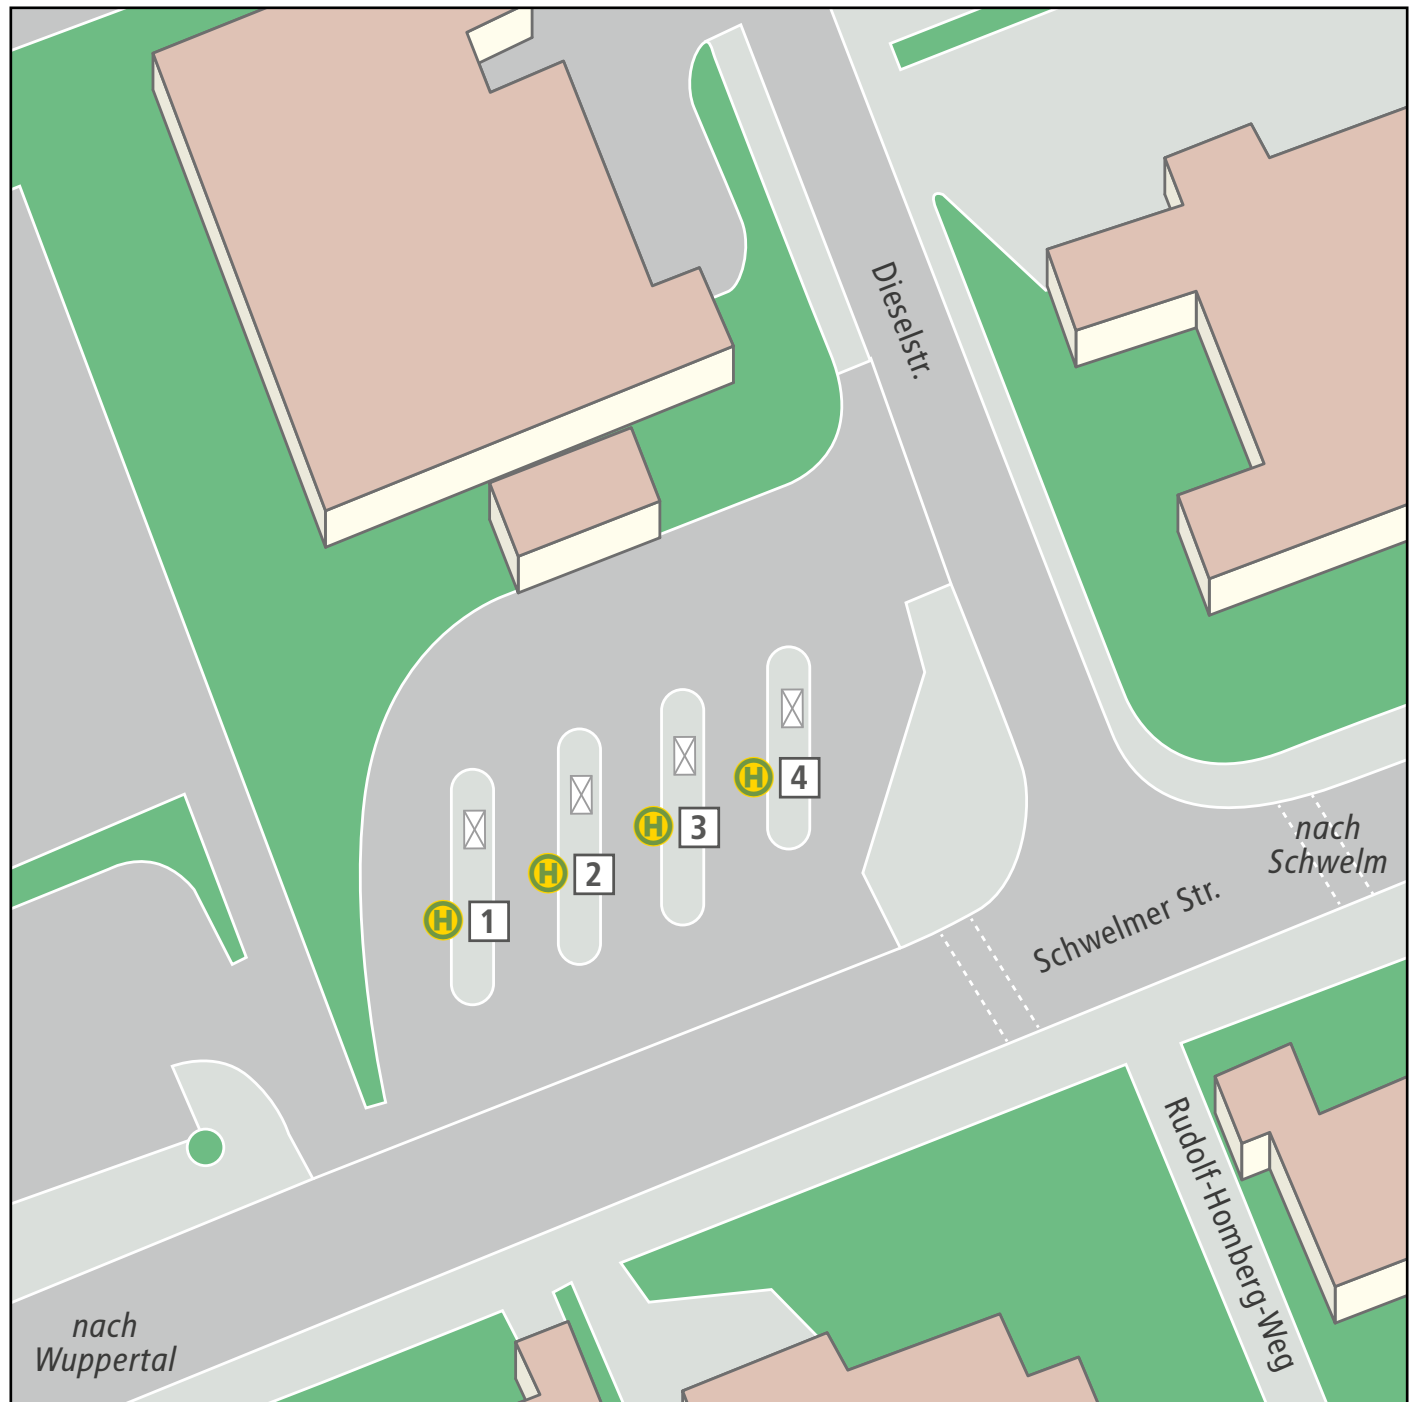 Dieselstr.
H 4
H 3
H 2
H 1
nach
Schwelm
Schwelmer Str.
Rudolf-Homberg-Weg
nach
Wuppertal